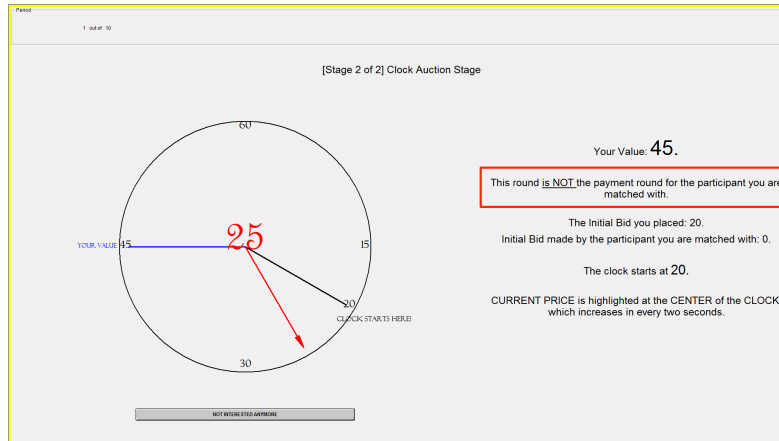 Period
1 out of 10
[Stage 2 of 2] Clock Auction Stage
60
Your Value: 45.
This round is NOT the payment round for the participant you are
matched with.
25
YOUR VALUE 45
15
The Initial Bid you placed: 20.
Initial Bid made by the participant you are matched with: 0.
The clock starts at 20.
20
CLOCK STARTS HERE!
CURRENT PRICE is highlighted at the CENTER of the CLOCK
which increases in every two seconds.
30
NOT INTERESTED ANYMORE